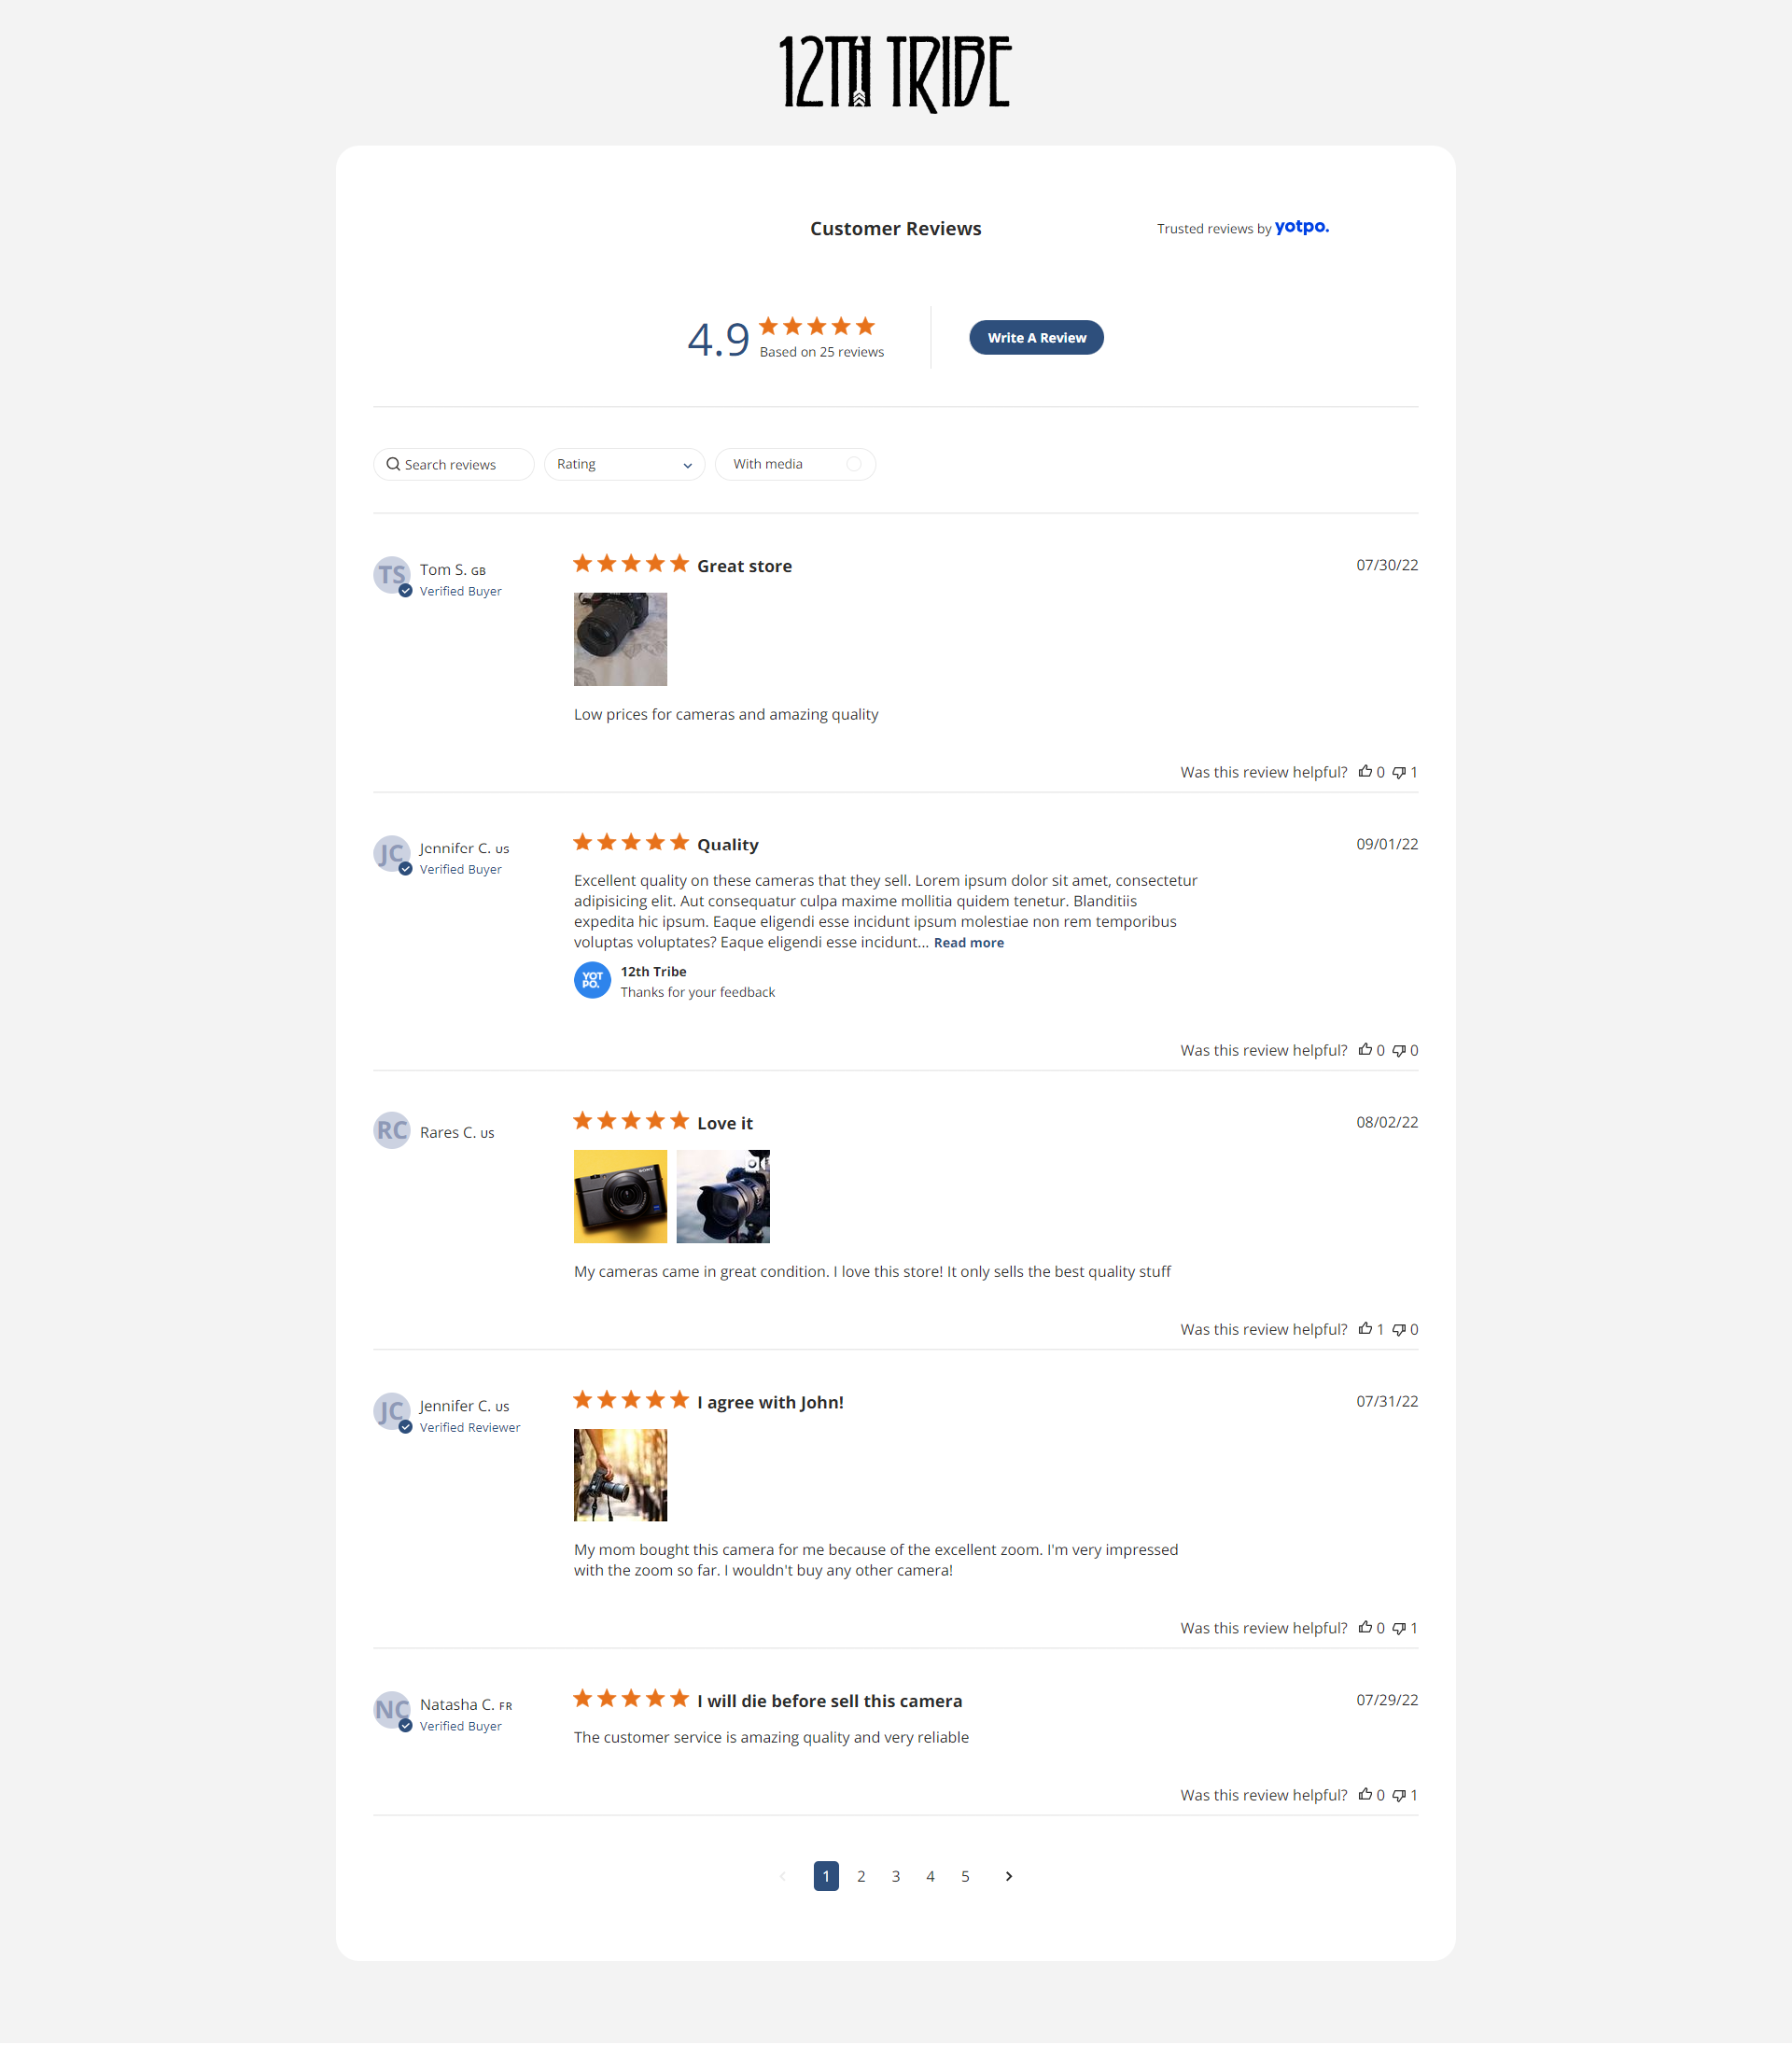 12TH TRIBE
Customer Reviews
Trusted reviews by yotpo.
4.9
Based on 25 reviews
Write A Review
Search reviews
Rating
With media
TS
Tom S. GB
Verified Buyer
Great store
07/30/22
Low prices for cameras and amazing quality
Was this review helpful? 0 1
JC
Jennifer C. US
Verified Buyer
Quality
09/01/22
Excellent quality on these cameras that they sell. Lorem ipsum dolor sit amet, consectetur
adipisicing elit. Aut consequatur culpa maxime mollitia quidem tenetur. Blanditiis
expedita hic ipsum. Eaque eligendi esse incidunt ipsum molestiae non rem temporibus
voluptas voluptates? Eaque eligendi esse incidunt... Read more
YOT
PO.
12th Tribe
Thanks for your feedback
Was this review helpful? 0 0
RC
Rares C. US
Love it
08/02/22
SONY
My cameras came in great condition. I love this store! It only sells the best quality stuff
Was this review helpful? 1 0
JC
Jennifer C. US
Verified Reviewer
I agree with John!
07/31/22
My mom bought this camera for me because of the excellent zoom. I'm very impressed
with the zoom so far. I wouldn't buy any other camera!
Was this review helpful? 0 1
NC
Natasha C. FR
Verified Buyer
I will die before sell this camera
07/29/22
The customer service is amazing quality and very reliable
Was this review helpful? 0 1
1 2 3 4 5